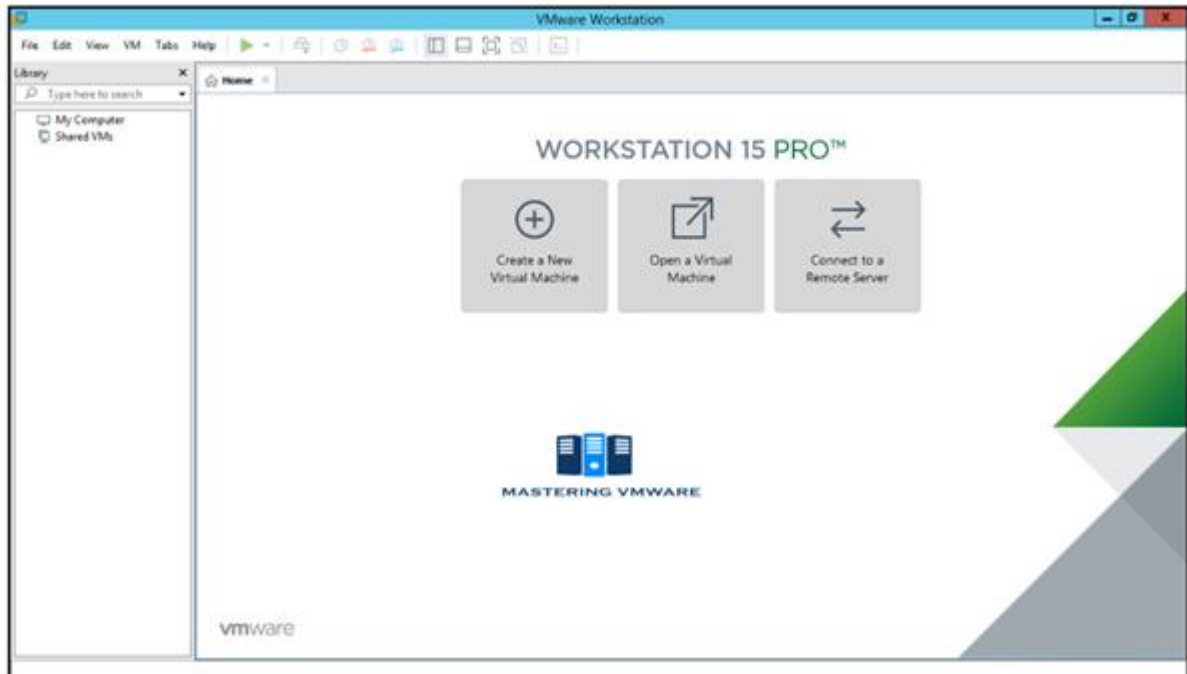 VMware Workstation
File Edit View VM Tabs Help
Library
Type here to search
Home
My Computer
Shared VMs
WORKSTATION 15 PRO™
Create a New
Virtual Machine
Open a Virtual
Machine
Connect to a
Remote Server
MASTERING VMWARE
vmware